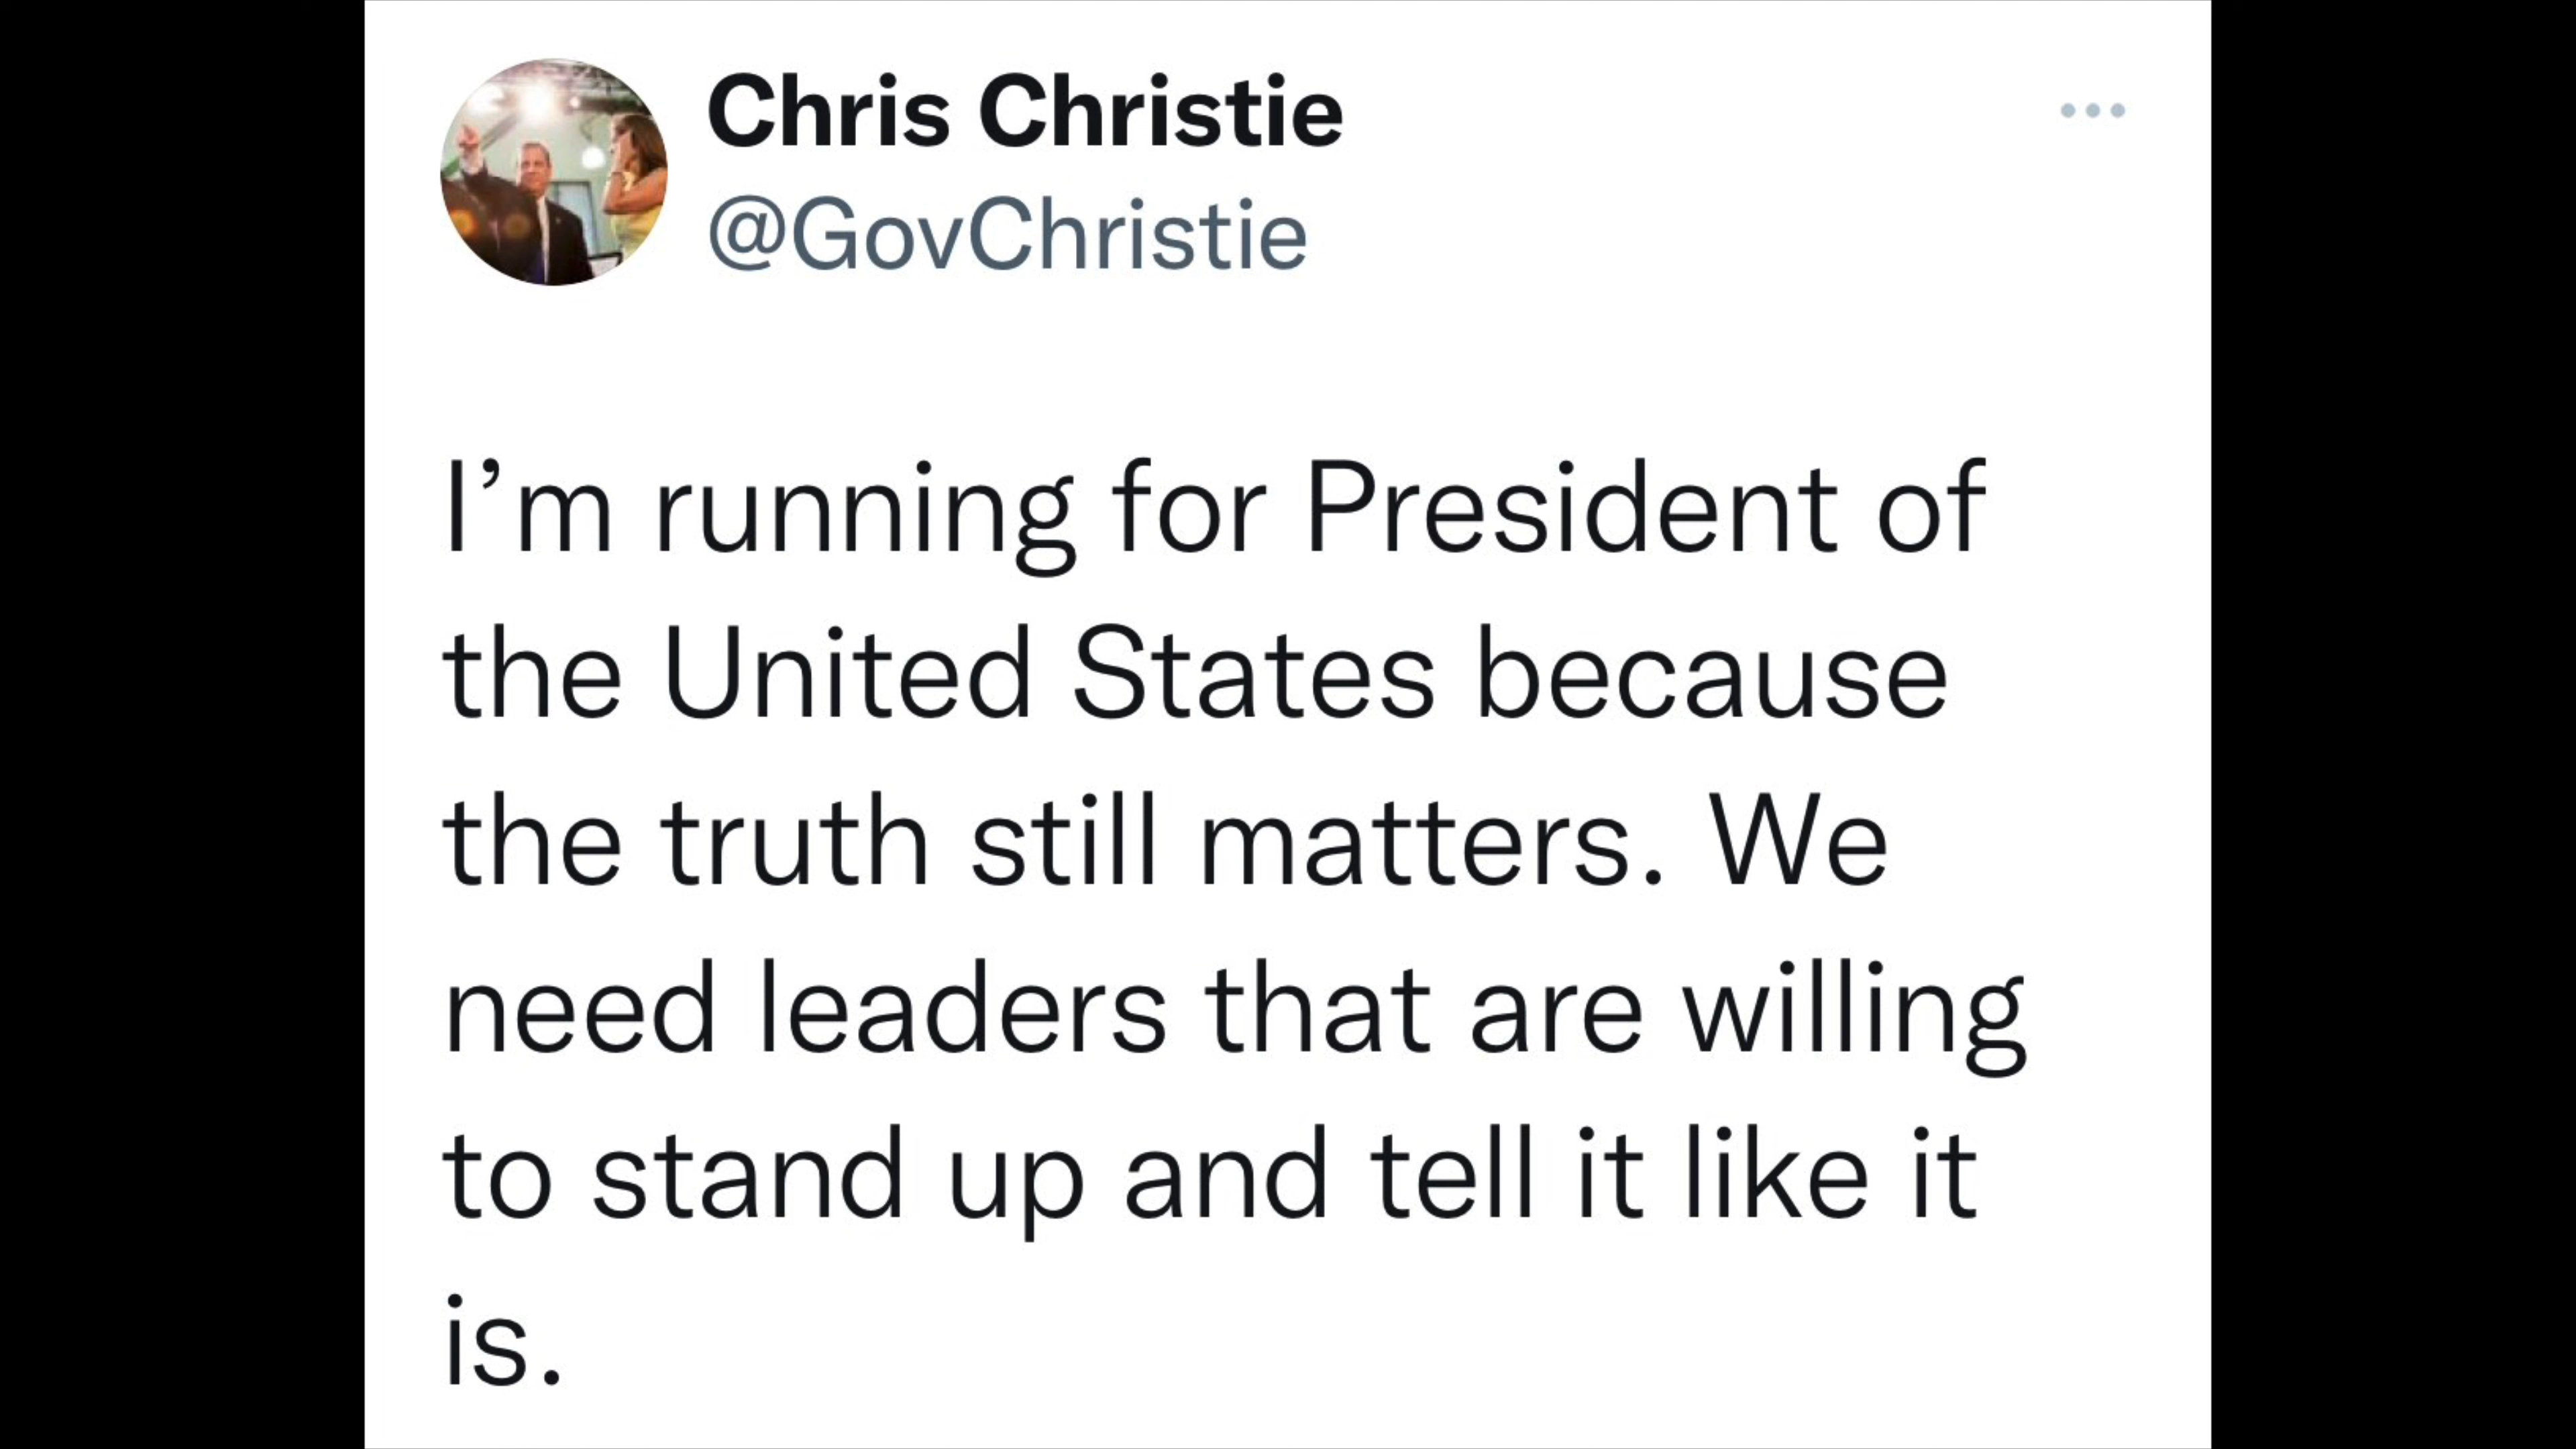 Chris Christie
@GovChristie
I’m running for President of
the United States because
the truth still matters. We
need leaders that are willing
to stand up and tell it like it
is.